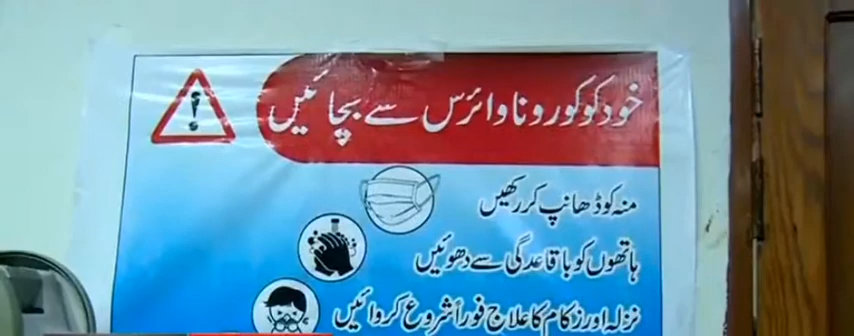 خود کو کورونا وائرس سے بچائیں
منہ کو ڈھانپ کر رکھیں
ہاتھوں کو باقاعدگی سے دھوئیں
نزلہ اور زکام کا علاج فوراً شروع کروائیں